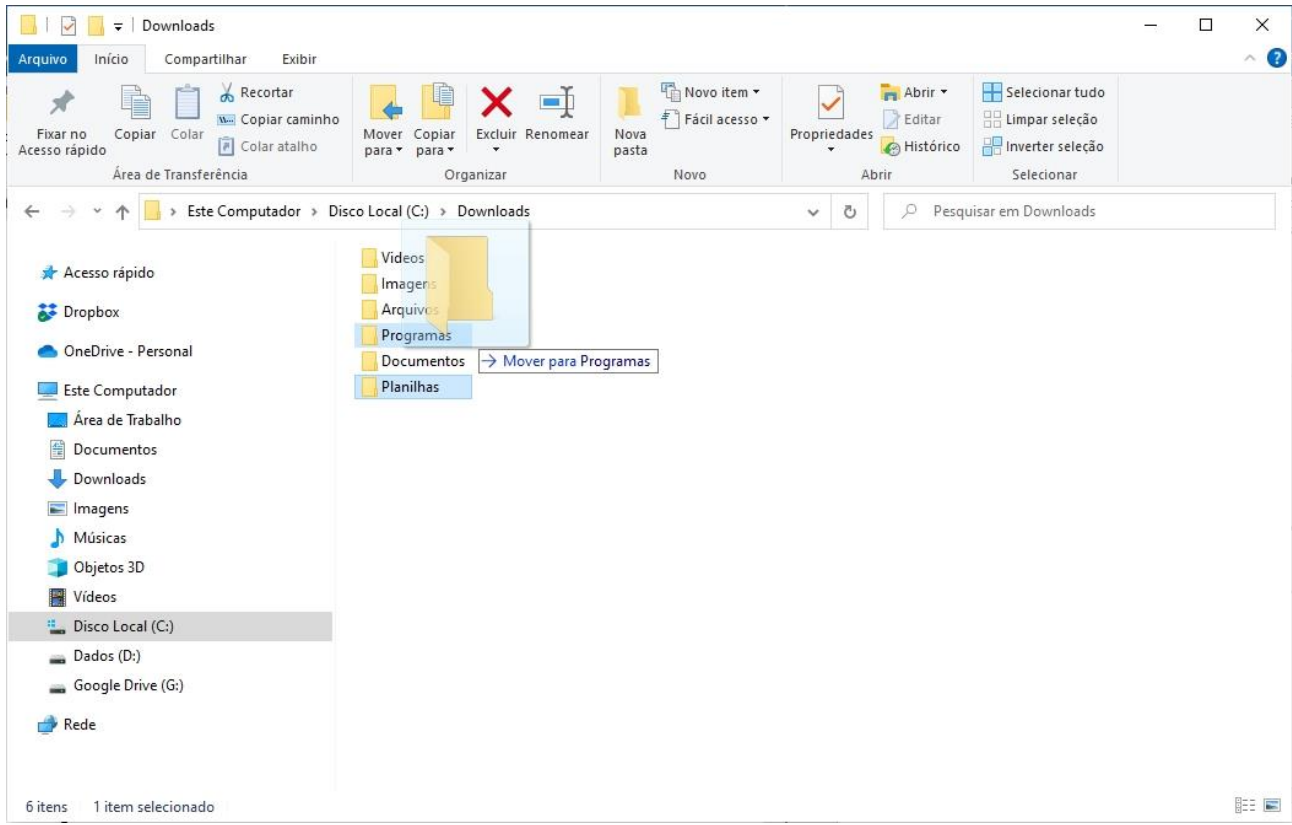 Downloads
Arquivo Início Compartilhar Exibir
Fixar no Acesso rápido
Copiar
Colar
Recortar
Copiar caminho
Colar atalho
Mover para
Copiar para
Excluir
Renomear
Nova pasta
Novo item
Fácil acesso
Propriedades
Abrir
Editar
Histórico
Selecionar tudo
Limpar seleção
Inverter seleção
Área de Transferência Organizar Novo Abrir Selecionar
Este Computador > Disco Local (C:) > Downloads
Pesquisar em Downloads
Acesso rápido
Dropbox
OneDrive - Personal
Este Computador
Área de Trabalho
Documentos
Downloads
Imagens
Músicas
Objetos 3D
Vídeos
Disco Local (C:)
Dados (D:)
Google Drive (G:)
Rede
Videos
Imagens
Arquivos
Programas
Documentos
Mover para Programas
Planilhas
6 itens 1 item selecionado